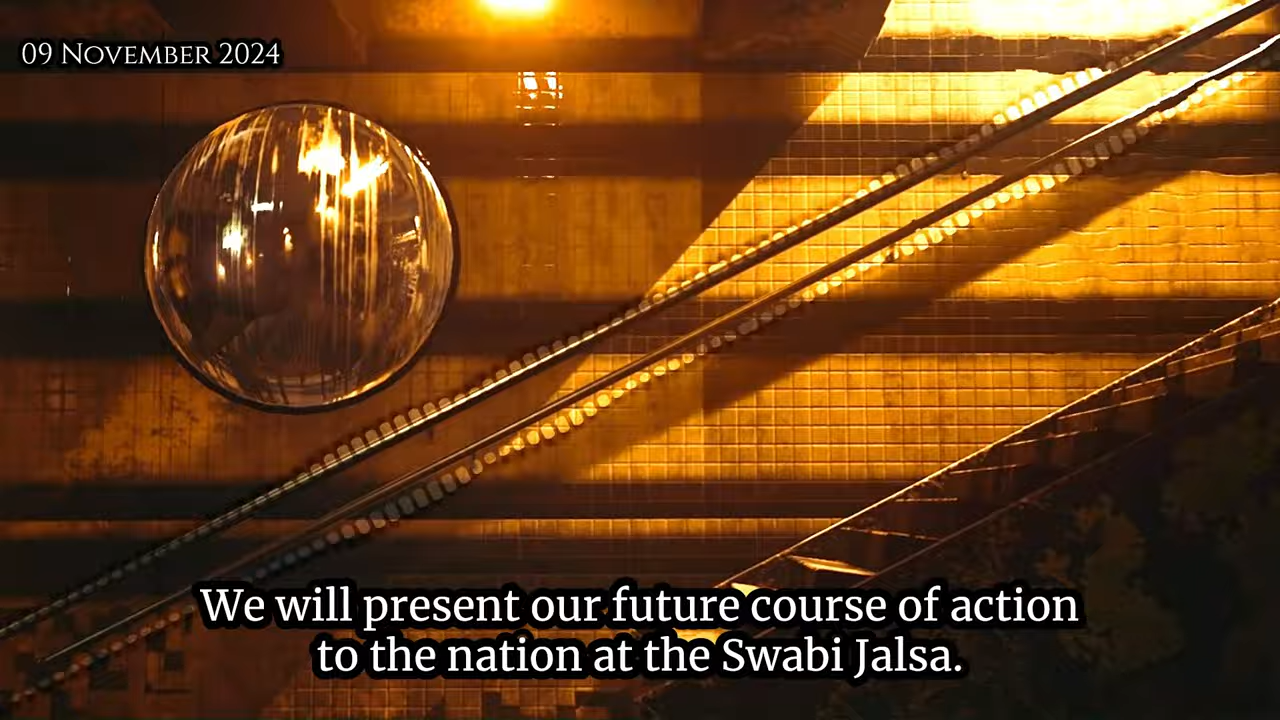 09 November 2024
We will present our future course of action
to the nation at the Swabi Jalsa.